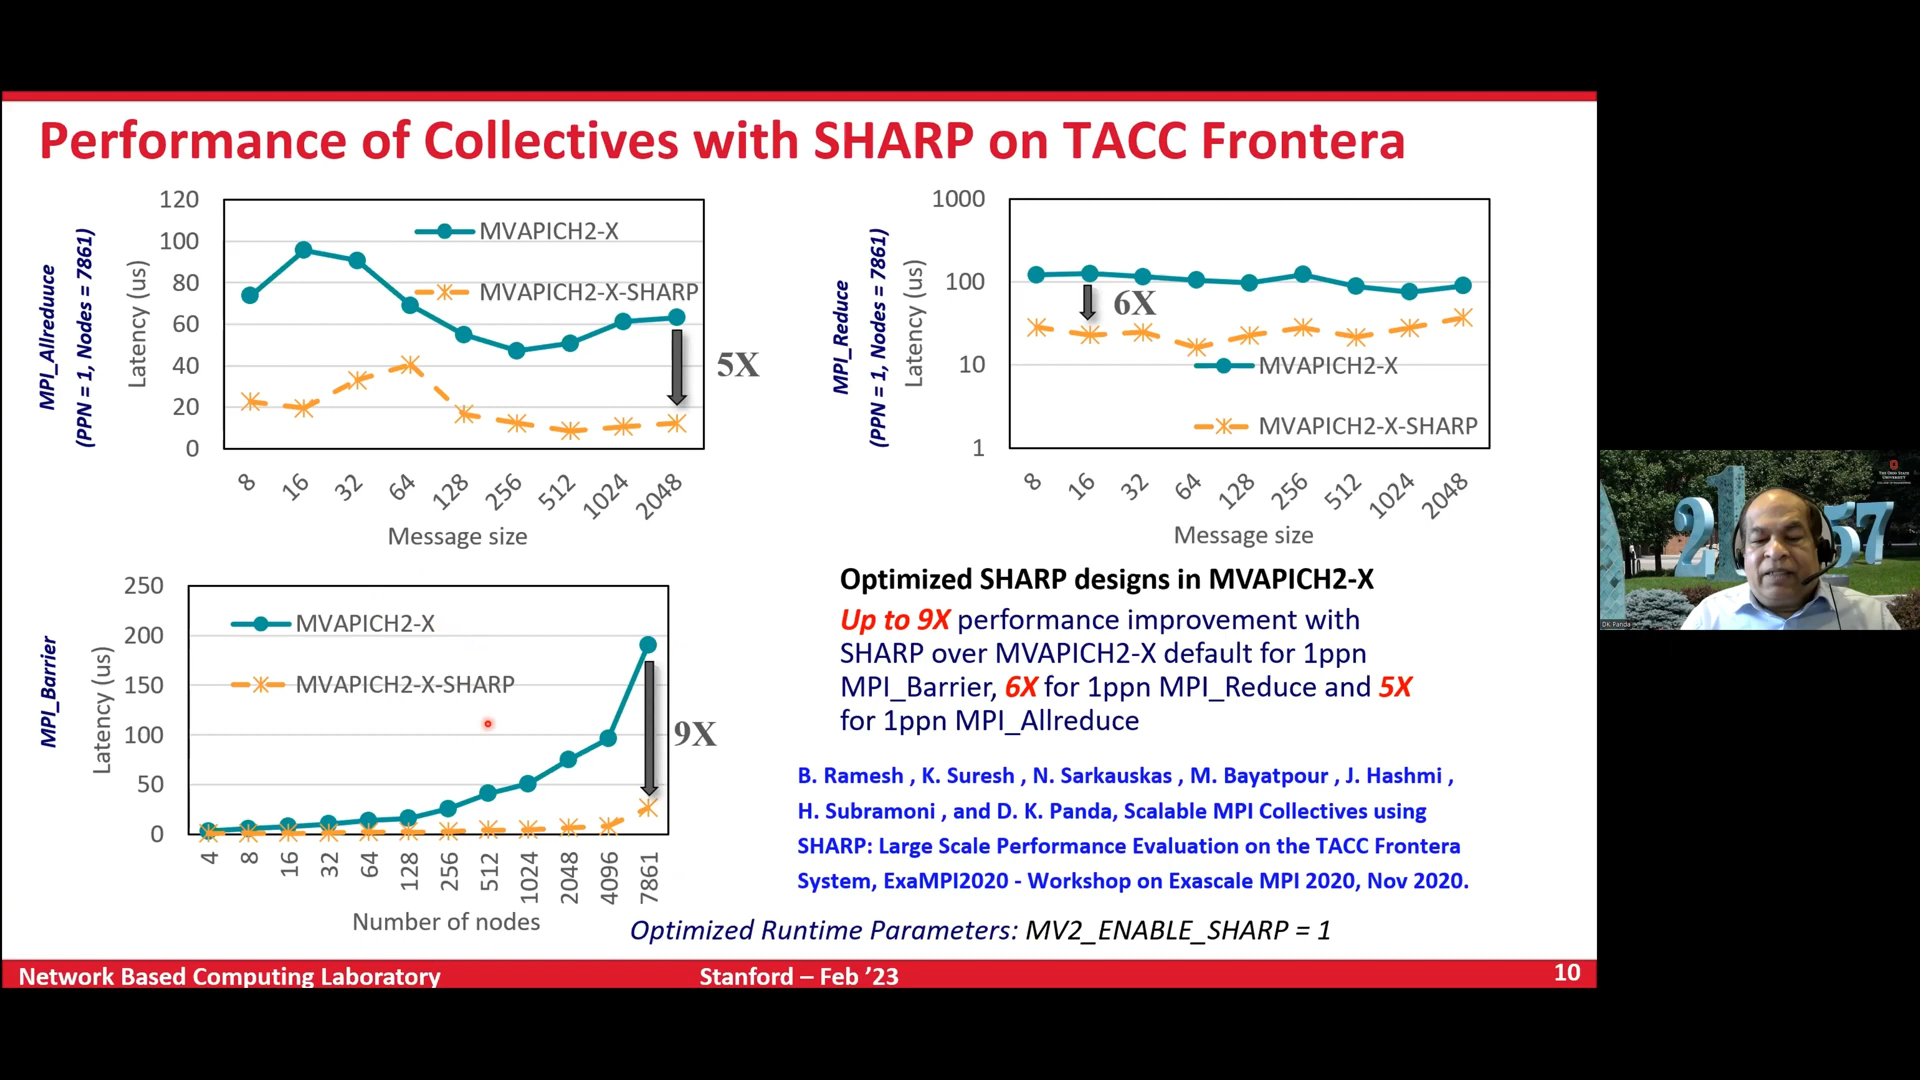 Performance of Collectives with SHARP on TACC Frontera
MPI_Allreduuce
(PPN = 1, Nodes = 7861)
Latency (us)
120
100
80
60
40
20
0
MVAPICH2-X
MVAPICH2-X-SHARP
5X
8
16
32
64
128
256
512
1024
2048
Message size
MPI_Reduce
(PPN = 1, Nodes = 7861)
Latency (us)
1000
100
10
1
6X
MVAPICH2-X
MVAPICH2-X-SHARP
8
16
32
64
128
256
512
1024
2048
Message size
MPI_Barrier
Latency (us)
250
200
150
100
50
0
MVAPICH2-X
MVAPICH2-X-SHARP
9X
4
8
16
32
64
128
256
512
1024
2048
4096
7861
Number of nodes
Optimized SHARP designs in MVAPICH2-X
Up to 9X performance improvement with
SHARP over MVAPICH2-X default for 1ppn
MPI_Barrier, 6X for 1ppn MPI_Reduce and 5X
for 1ppn MPI_Allreduce
B. Ramesh , K. Suresh , N. Sarkauskas , M. Bayatpour , J. Hashmi ,
H. Subramoni , and D. K. Panda, Scalable MPI Collectives using
SHARP: Large Scale Performance Evaluation on the TACC Frontera
System, ExaMPI2020 - Workshop on Exascale MPI 2020, Nov 2020.
Optimized Runtime Parameters: MV2_ENABLE_SHARP = 1
Network Based Computing Laboratory
Stanford – Feb ’23
10
THE OHIO STATE
UNIVERSITY
21
57
DK Panda